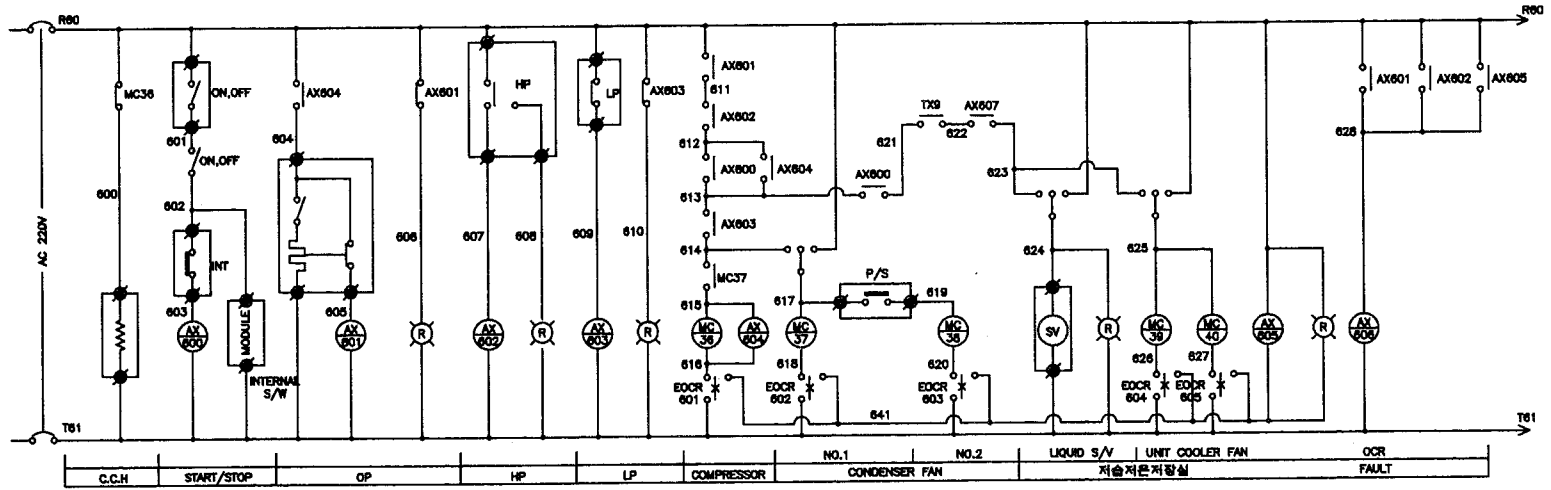 R60
R60
AC 220V
MC36
600
ON,OFF
601
ON,OFF
602
INT
603
AX
600
MODULE
INTERNAL
S/W
AX604
604
605
AX
601
AX601
606
R
HP
607
608
AX
602
R
LP
609
AX
603
AX603
610
R
AX601
611
AX602
612
AX600
AX604
613
AX603
614
MC37
615
MC
36
AX
604
616
EOCR
601
617
MC
37
618
EOCR
602
P/S
619
MC
38
620
EOCR
603
641
AX600
621
TX9
622
AX607
623
624
SV
R
625
MC
39
MC
40
626
627
EOCR
604
EOCR
605
AX
605
R
AX601
AX602
AX605
628
AX
606
T61
T61
C.C.H
START/STOP
OP
HP
LP
COMPRESSOR
NO.1
NO.2
CONDENSER FAN
LIQUID S/V
UNIT COOLER FAN
저습저온저장실
OCR
FAULT